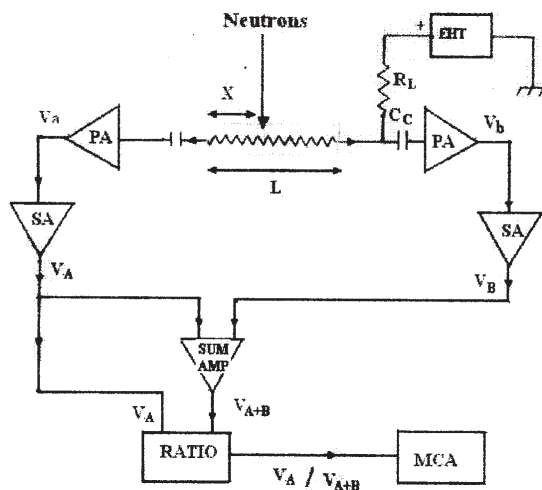 Neutrons
+
EHT
X
R_L
C_C
Va
PA
PA
V_b
L
SA
SA
V_A
V_B
SUM
AMP
V_A
V_A+B
RATIO
MCA
V_A / V_A+B